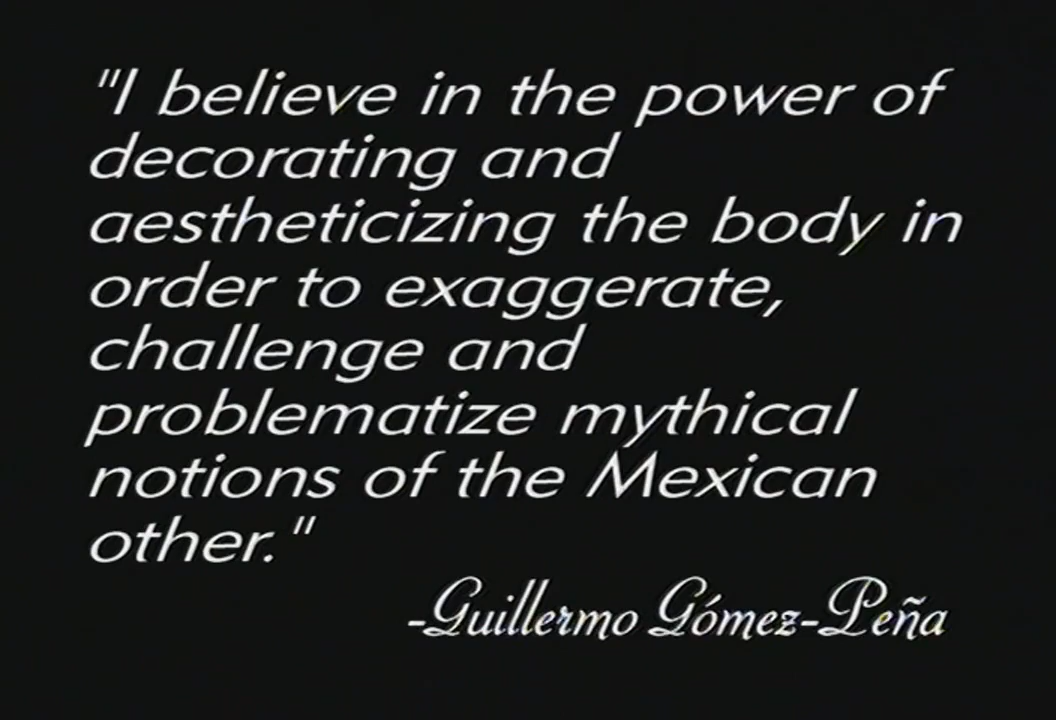 "I believe in the power of
decorating and
aestheticizing the body in
order to exaggerate,
challenge and
problematize mythical
notions of the Mexican
other."
-Guillermo Gómez-Peña